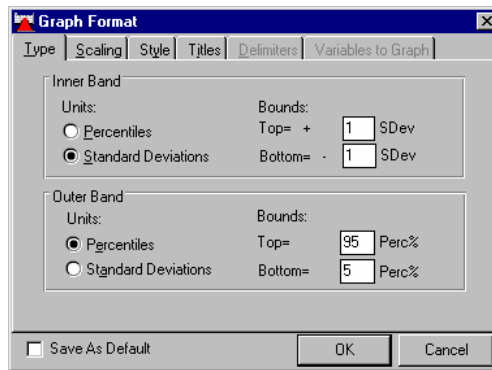 Graph Format
Type Scaling Style Titles Delimiters Variables to Graph
Inner Band
Units: Bounds:
Percentiles Top= + 1 SDev
Standard Deviations Bottom= - 1 SDev
Outer Band
Units: Bounds:
Percentiles Top= 95 Perc%
Standard Deviations Bottom= 5 Perc%
Save As Default OK Cancel